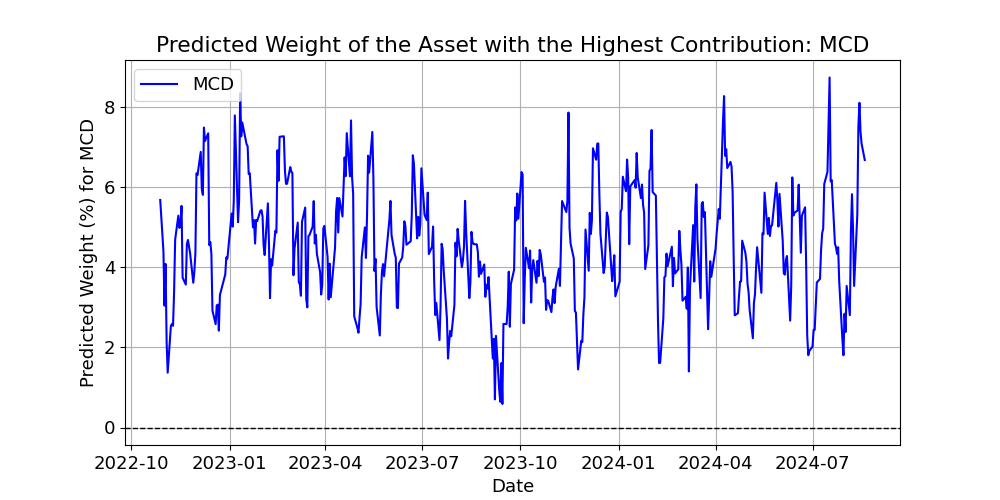 Predicted Weight of the Asset with the Highest Contribution: MCD
MCD
Predicted Weight (%) for MCD
8
6
4
2
0
2022-10 2023-01 2023-04 2023-07 2023-10 2024-01 2024-04 2024-07
Date